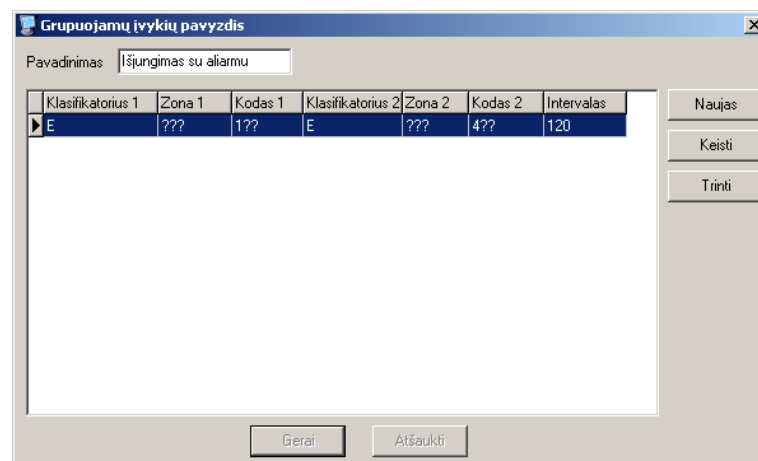 Grupuojamų įvykių pavyzdis
Pavadinimas Išjungimas su aliarmu
Klasifikatorius 1 Zona 1 Kodas 1 Klasifikatorius 2 Zona 2 Kodas 2 Intervalas
E ??? 1?? E ??? 4?? 120
Naujas
Keisti
Trinti
Gerai Atšaukti